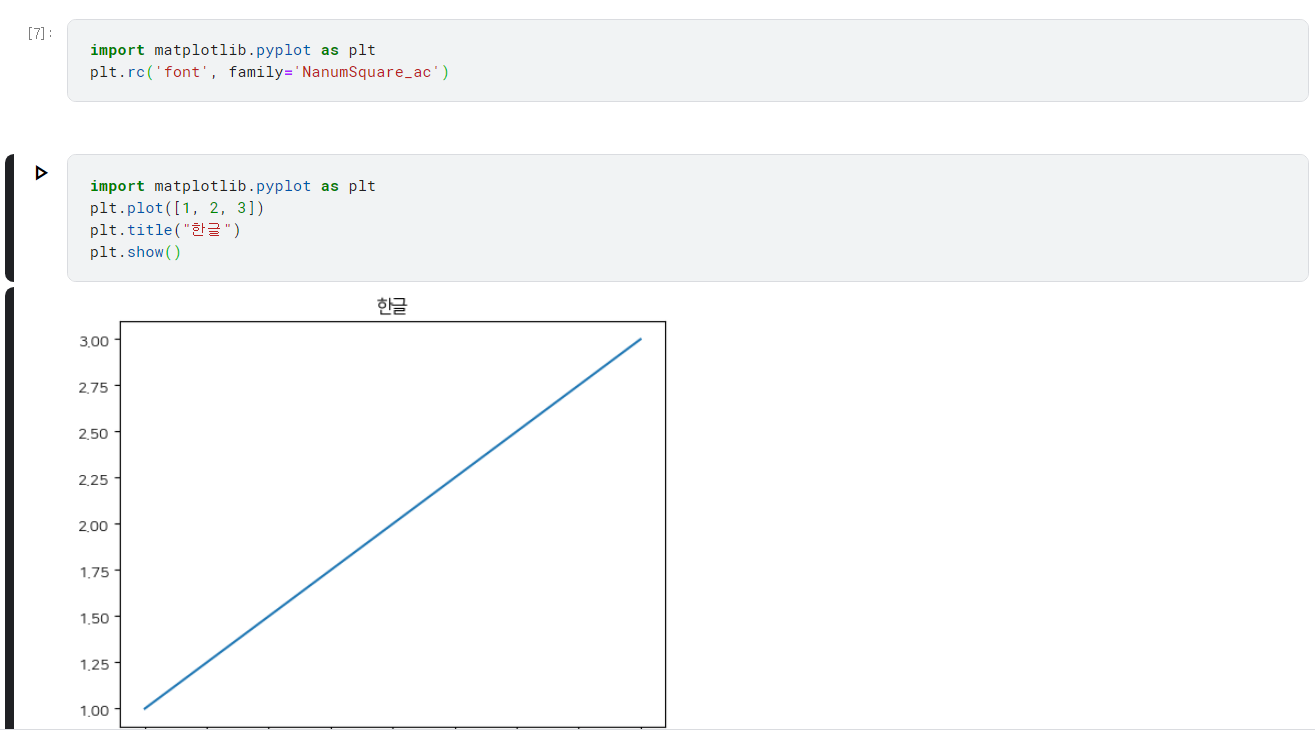 [7]:
import matplotlib.pyplot as plt
plt.rc('font', family='NanumSquare_ac')
import matplotlib.pyplot as plt
plt.plot([1, 2, 3])
plt.title("한글")
plt.show()
한글
3.00
2.75
2.50
2.25
2.00
1.75
1.50
1.25
1.00